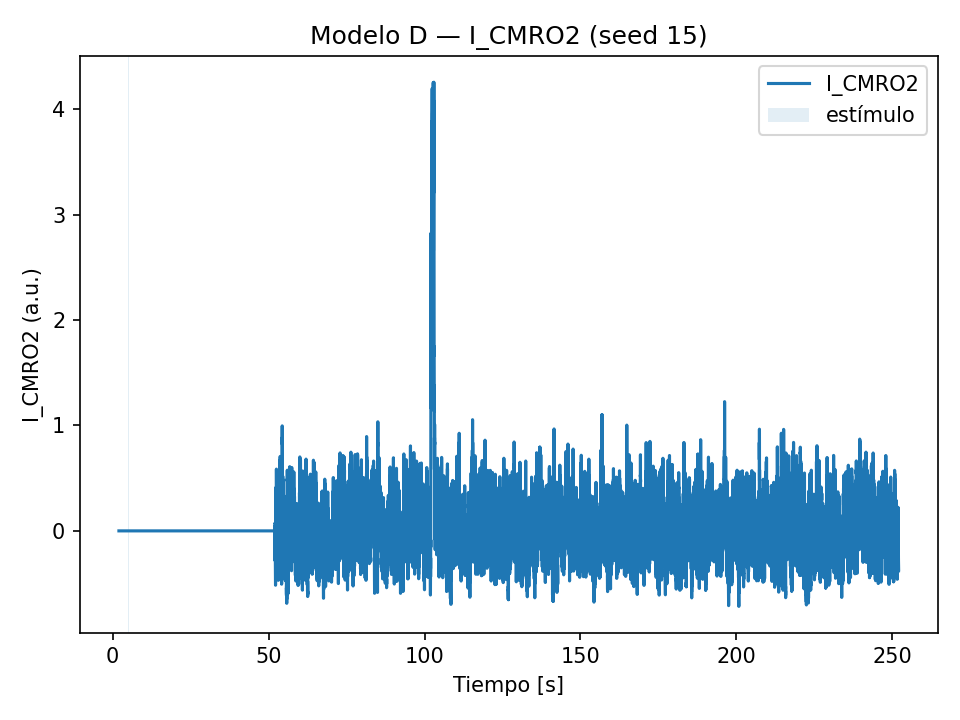 Modelo D — I_CMRO2 (seed 15)
I_CMRO2
estímulo
I_CMRO2 (a.u.)
4
3
2
1
0
0 50 100 150 200 250
Tiempo [s]